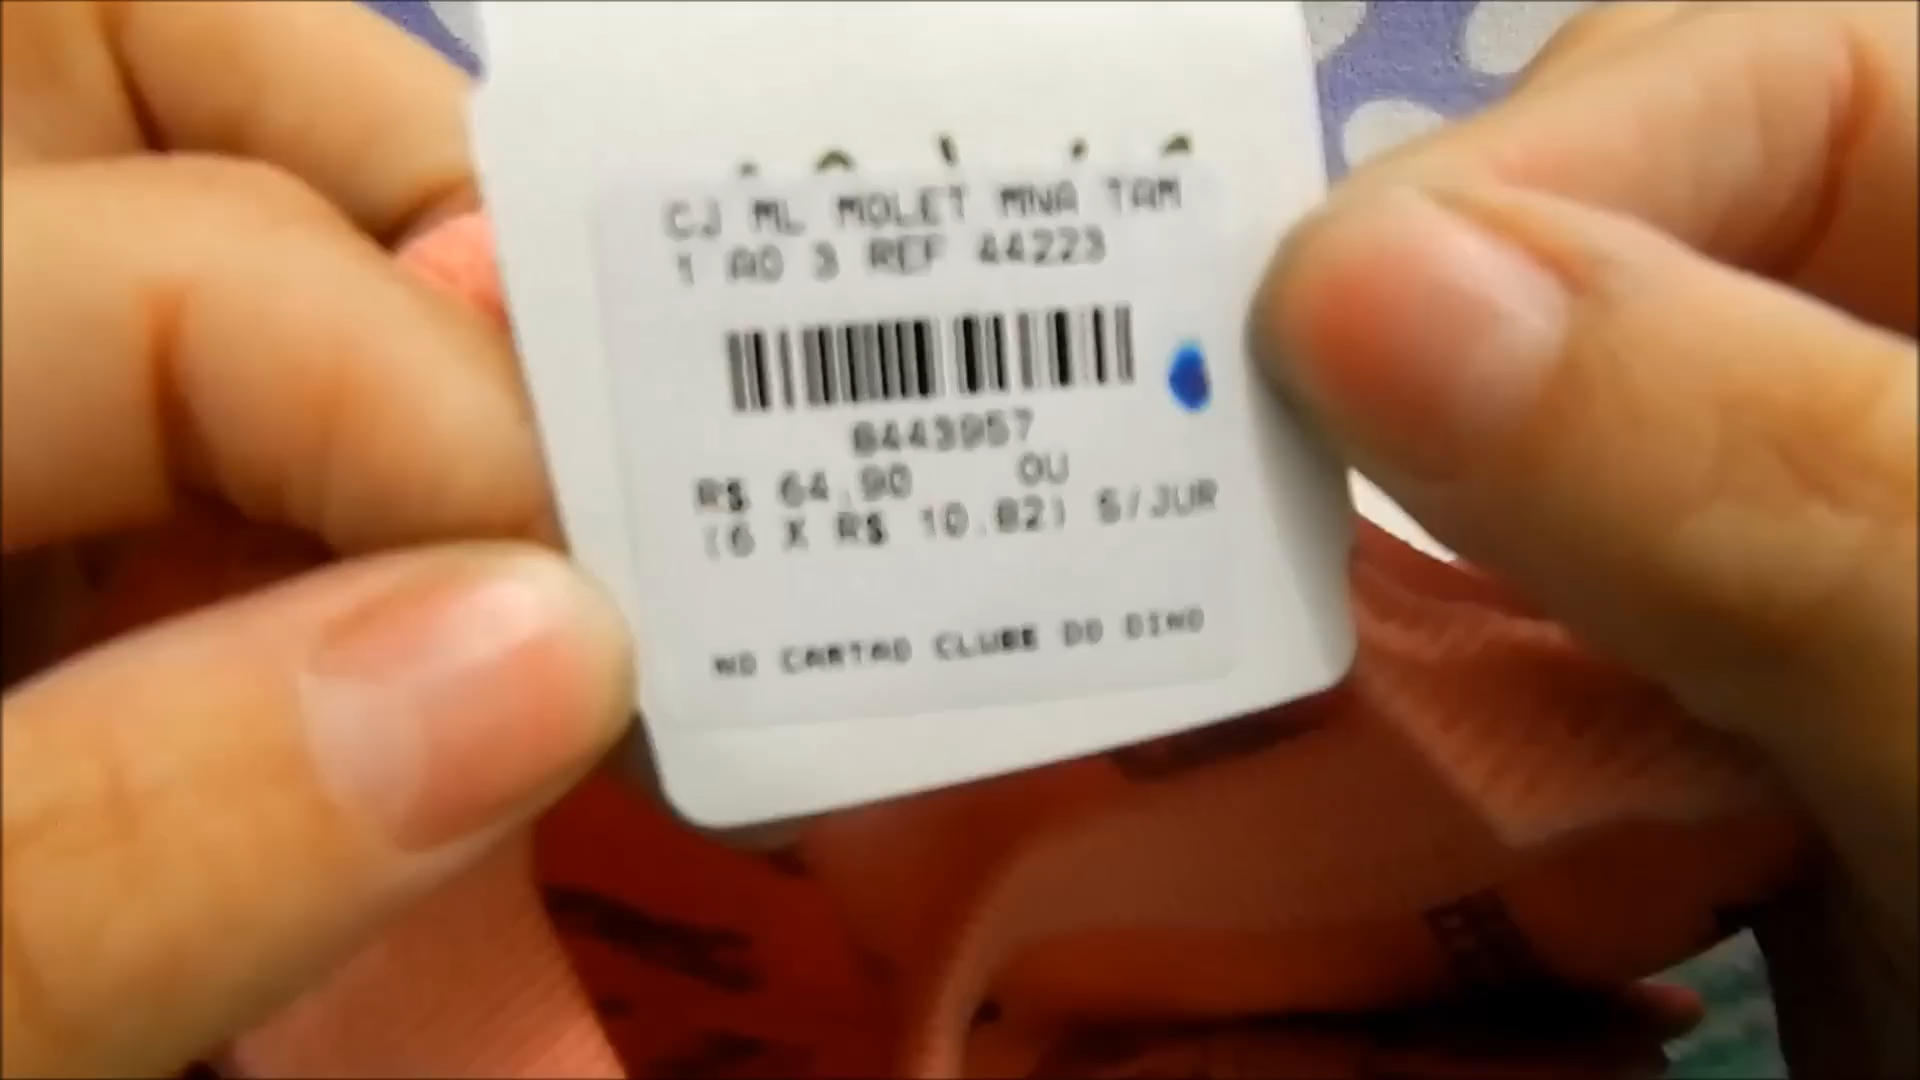 CJ ML MOLET MNA TAM
1 AO 3 REF 44223
8443957
R$ 64.90 OU
(6 X R$ 10.82) S/JUR
NO CARTAO CLUBE DO DINO